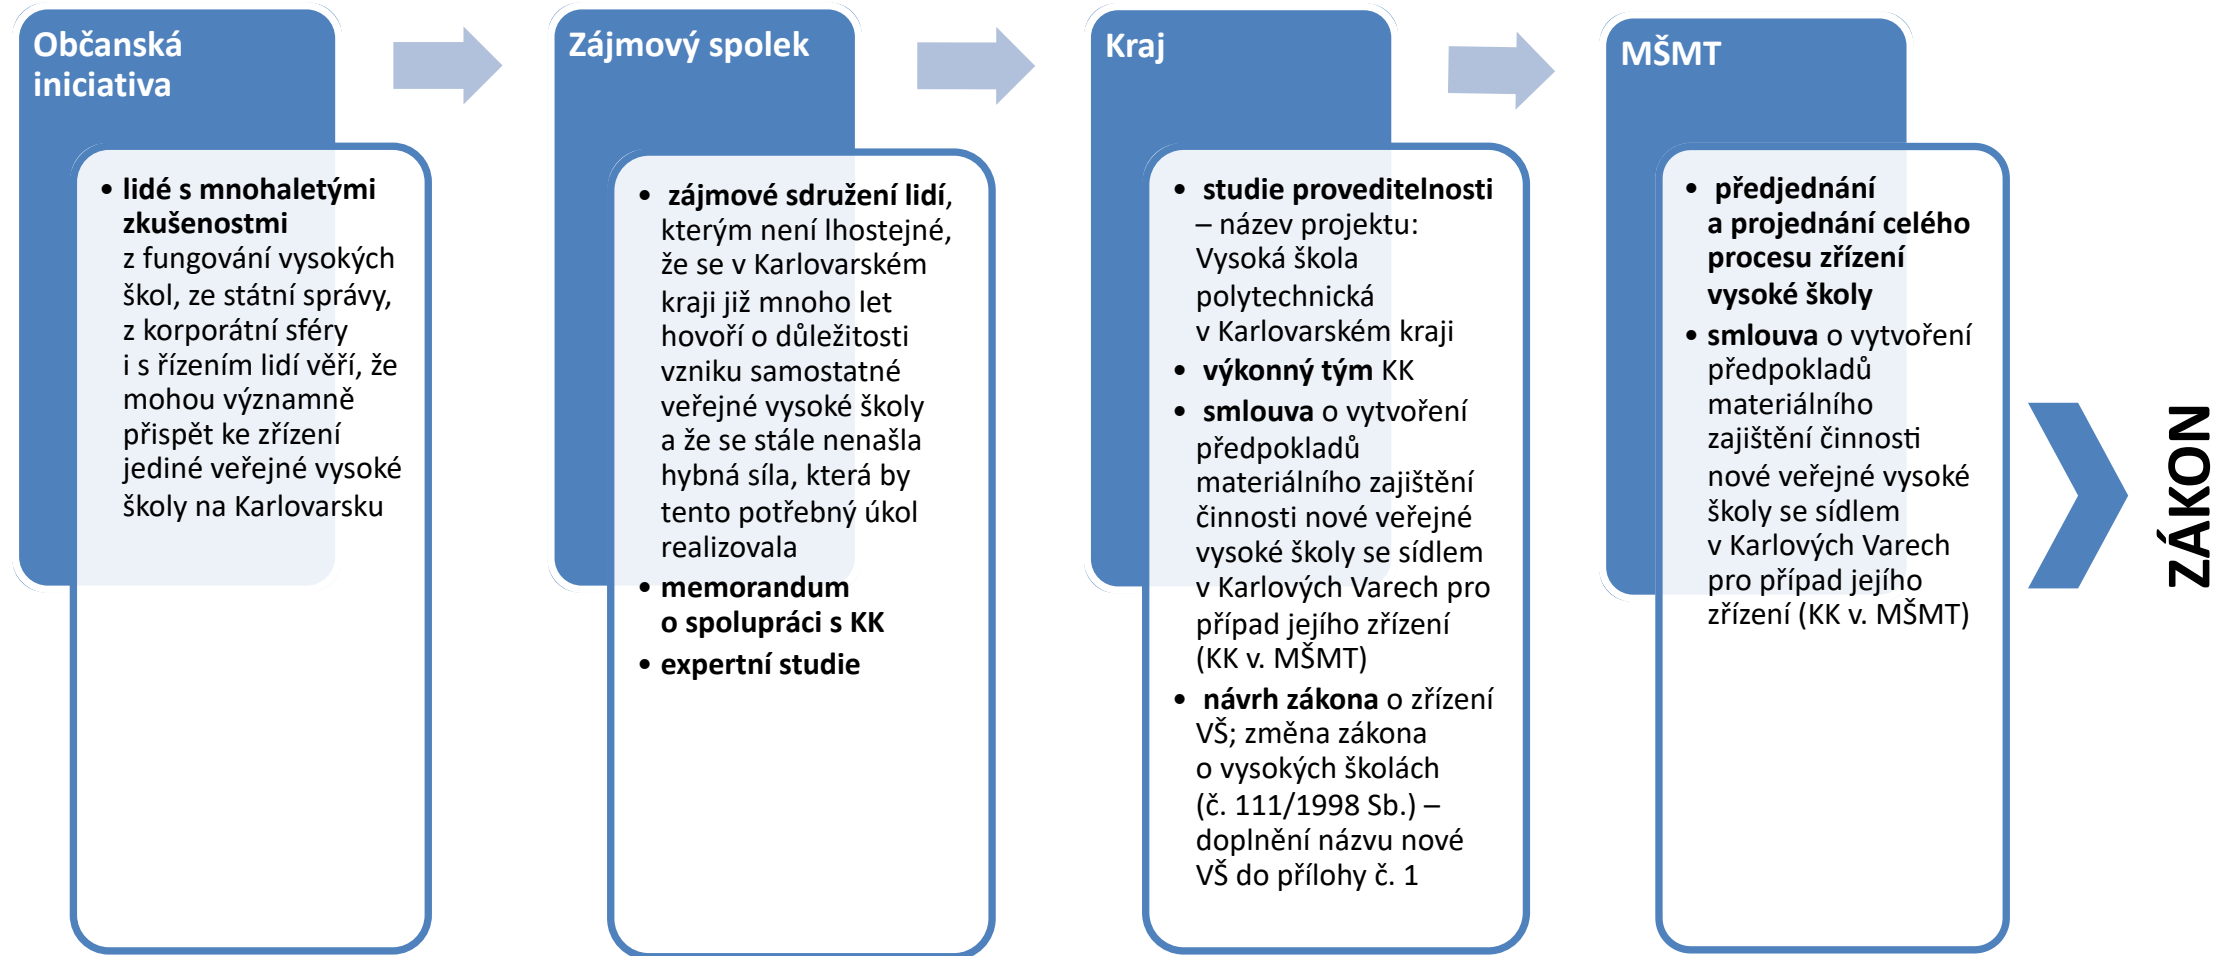 Občanská
iniciativa
• lidé s mnohaletými
zkušenostmi
z fungování vysokých
škol, ze státní správy,
z korporátní sféry
i s řízením lidí věří, že
mohou významně
přispět ke zřízení
jediné veřejné vysoké
školy na Karlovarsku
Zájmový spolek
• zájmové sdružení lidí,
kterým není lhostejné,
že se v Karlovarském
kraji již mnoho let
hovoří o důležitosti
vzniku samostatné
veřejné vysoké školy
a že se stále nenašla
hybná síla, která by
tento potřebný úkol
realizovala
• memorandum
o spolupráci s KK
• expertní studie
Kraj
• studie proveditelnosti
– název projektu:
Vysoká škola
polytechnická
v Karlovarském kraji
• výkonný tým KK
• smlouva o vytvoření
předpokladů
materiálního zajištění
činnosti nové veřejné
vysoké školy se sídlem
v Karlových Varech pro
případ jejího zřízení
(KK v. MŠMT)
• návrh zákona o zřízení
VŠ; změna zákona
o vysokých školách
(č. 111/1998 Sb.) –
doplnění názvu nové
VŠ do přílohy č. 1
MŠMT
• předjednání
a projednání celého
procesu zřízení
vysoké školy
• smlouva o vytvoření
předpokladů
materiálního
zajištění činnosti
nové veřejné vysoké
školy se sídlem
v Karlových Varech
pro případ jejího
zřízení (KK v. MŠMT)
ZÁKON